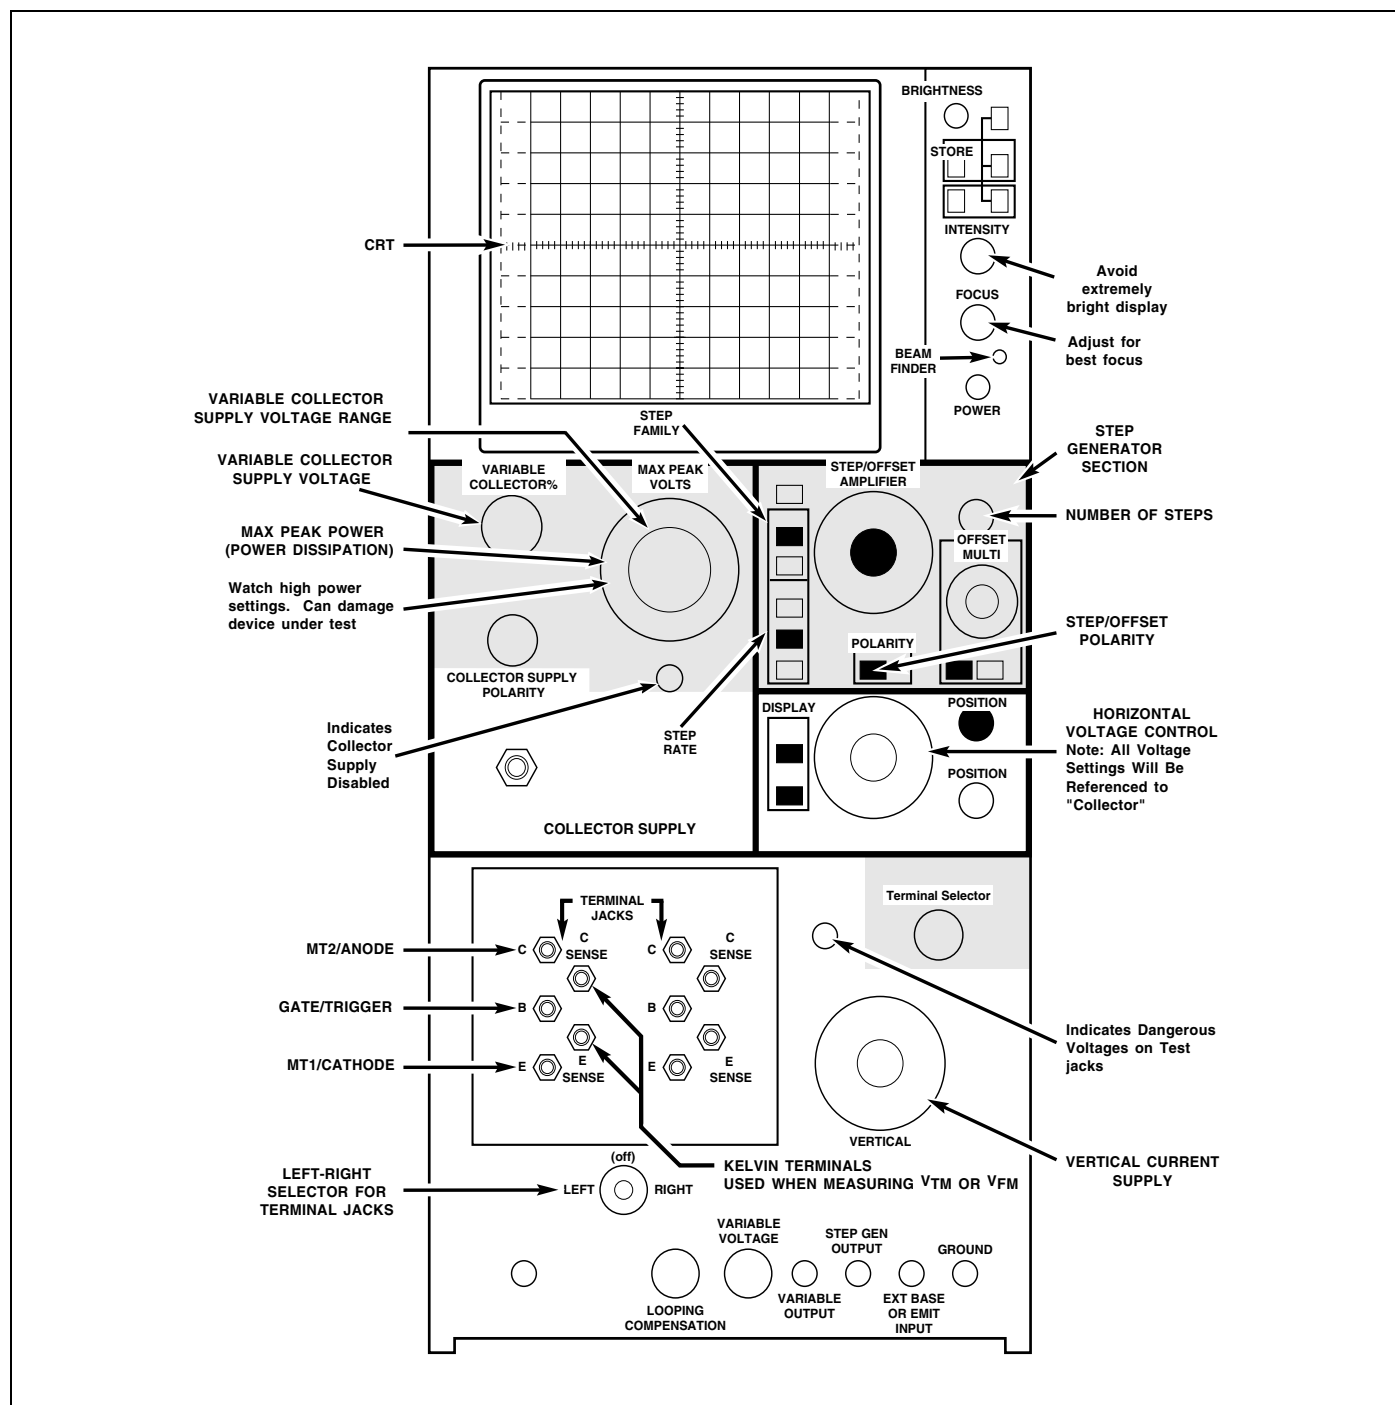 BRIGHTNESS
STORE
INTENSITY
CRT
Avoid
extremely
bright display
FOCUS
Adjust for
best focus
BEAM
FINDER
POWER
VARIABLE COLLECTOR
SUPPLY VOLTAGE RANGE
STEP
FAMILY
STEP
GENERATOR
SECTION
VARIABLE COLLECTOR
SUPPLY VOLTAGE
VARIABLE
COLLECTOR%
MAX PEAK
VOLTS
STEP/OFFSET
AMPLIFIER
NUMBER OF STEPS
MAX PEAK POWER
(POWER DISSIPATION)
OFFSET
MULTI
Watch high power
settings. Can damage
device under test
STEP/OFFSET
POLARITY
POLARITY
COLLECTOR SUPPLY
POLARITY
Indicates
Collector
Supply
Disabled
STEP
RATE
DISPLAY
POSITION
HORIZONTAL
VOLTAGE CONTROL
Note: All Voltage
Settings Will Be
Referenced to
"Collector"
POSITION
COLLECTOR SUPPLY
TERMINAL
JACKS
Terminal Selector
MT2/ANODE
C
C
SENSE
C
C
SENSE
GATE/TRIGGER
B
B
MT1/CATHODE
E
E
SENSE
E
E
SENSE
Indicates Dangerous
Voltages on Test
jacks
VERTICAL
VERTICAL CURRENT
SUPPLY
KELVIN TERMINALS
USED WHEN MEASURING VTM OR VFM
LEFT-RIGHT
SELECTOR FOR
TERMINAL JACKS
(off)
LEFT
RIGHT
VARIABLE
VOLTAGE
STEP GEN
OUTPUT
GROUND
LOOPING
COMPENSATION
VARIABLE
OUTPUT
EXT BASE
OR EMIT
INPUT